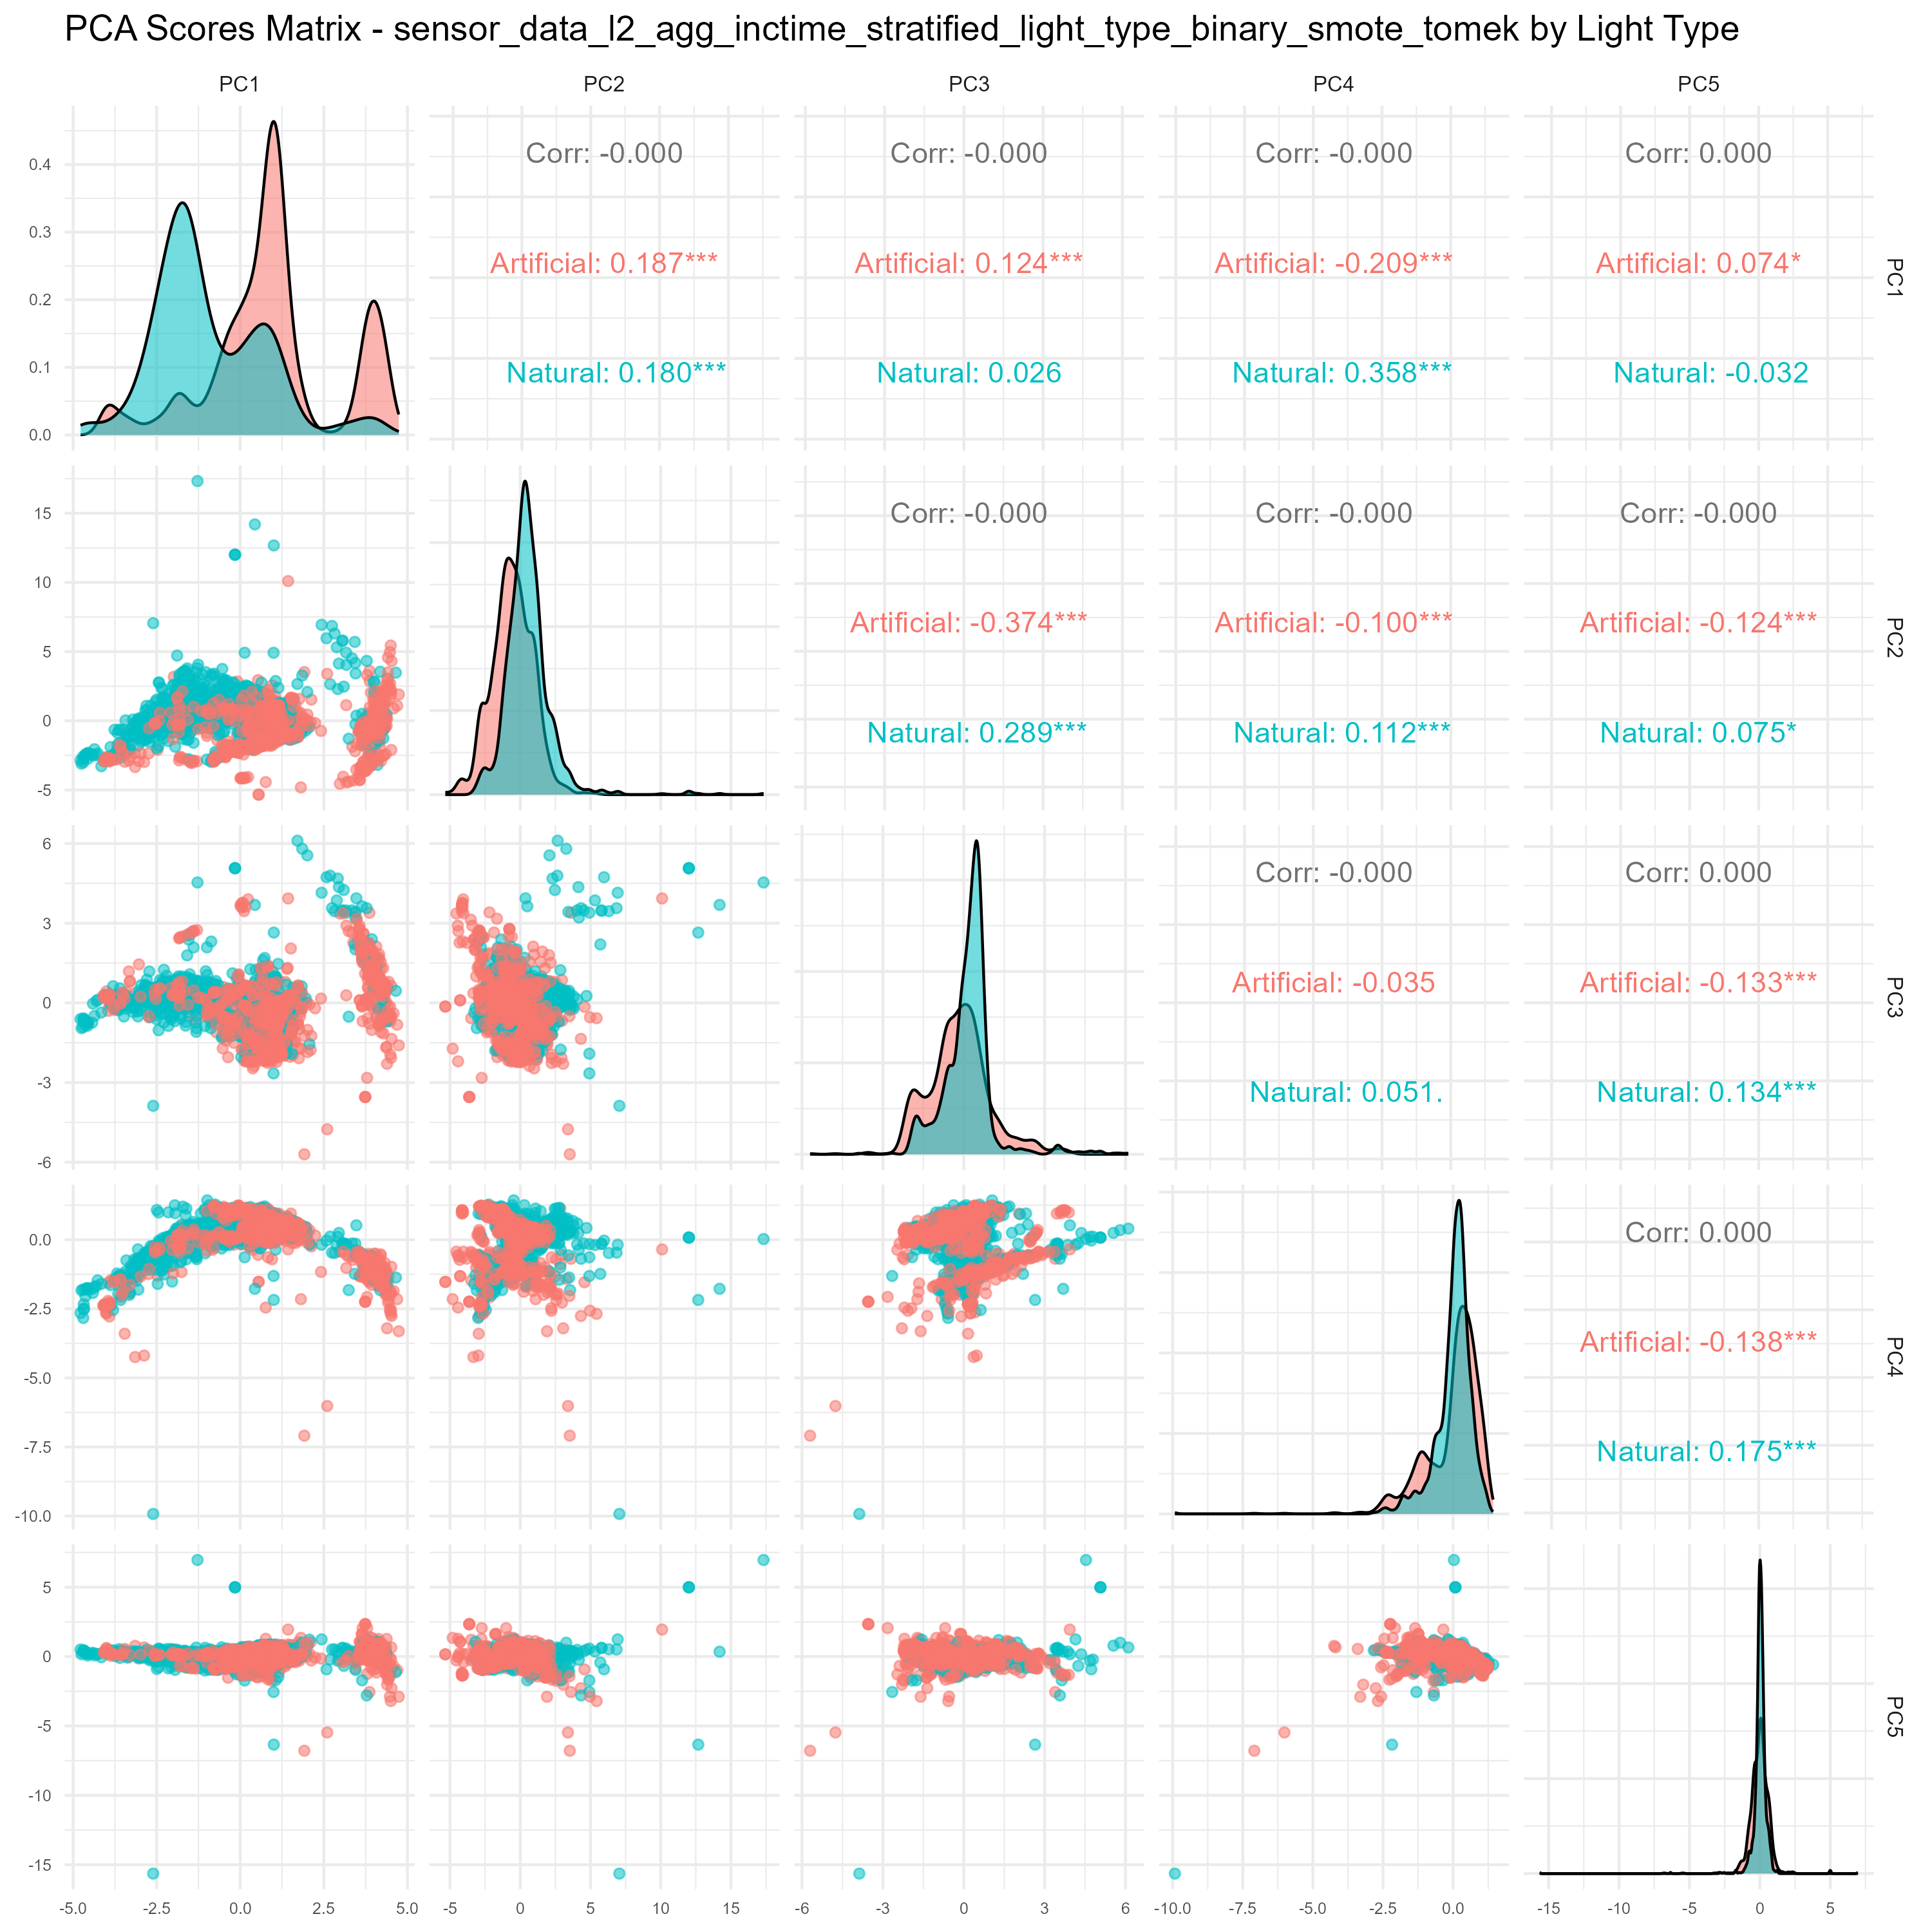 PCA Scores Matrix - sensor_data_l2_agg_inctime_stratified_light_type_binary_smote_tomek by Light Type
PC1 PC2 PC3 PC4 PC5
0.4
0.3
0.2
0.1
0.0
Corr: -0.000
Artificial: 0.187***
Natural: 0.180***
Corr: -0.000
Artificial: 0.124***
Natural: 0.026
Corr: -0.000
Artificial: -0.209***
Natural: 0.358***
Corr: 0.000
Artificial: 0.074*
Natural: -0.032
PC1
15
10
5
0
-5
Corr: -0.000
Artificial: -0.374***
Natural: 0.289***
Corr: -0.000
Artificial: -0.100***
Natural: 0.112***
Corr: -0.000
Artificial: -0.124***
Natural: 0.075*
PC2
6
3
0
-3
-6
Corr: -0.000
Artificial: -0.035
Natural: 0.051.
Corr: 0.000
Artificial: -0.133***
Natural: 0.134***
PC3
0.0
-2.5
-5.0
-7.5
-10.0
Corr: 0.000
Artificial: -0.138***
Natural: 0.175***
PC4
5
0
-5
-10
-15
PC5
-5.0 -2.5 0.0 2.5 5.0
-5 0 5 10 15
-6 -3 0 3 6
-10.0 -7.5 -5.0 -2.5 0.0
-15 -10 -5 0 5